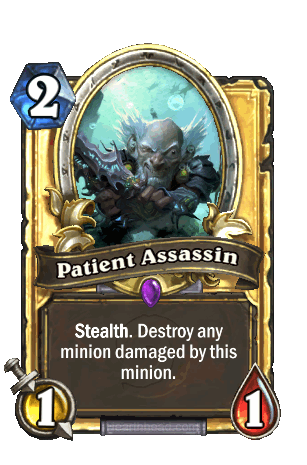 2
Patient Assassin
Stealth. Destroy any
minion damaged by this
minion.
1
1